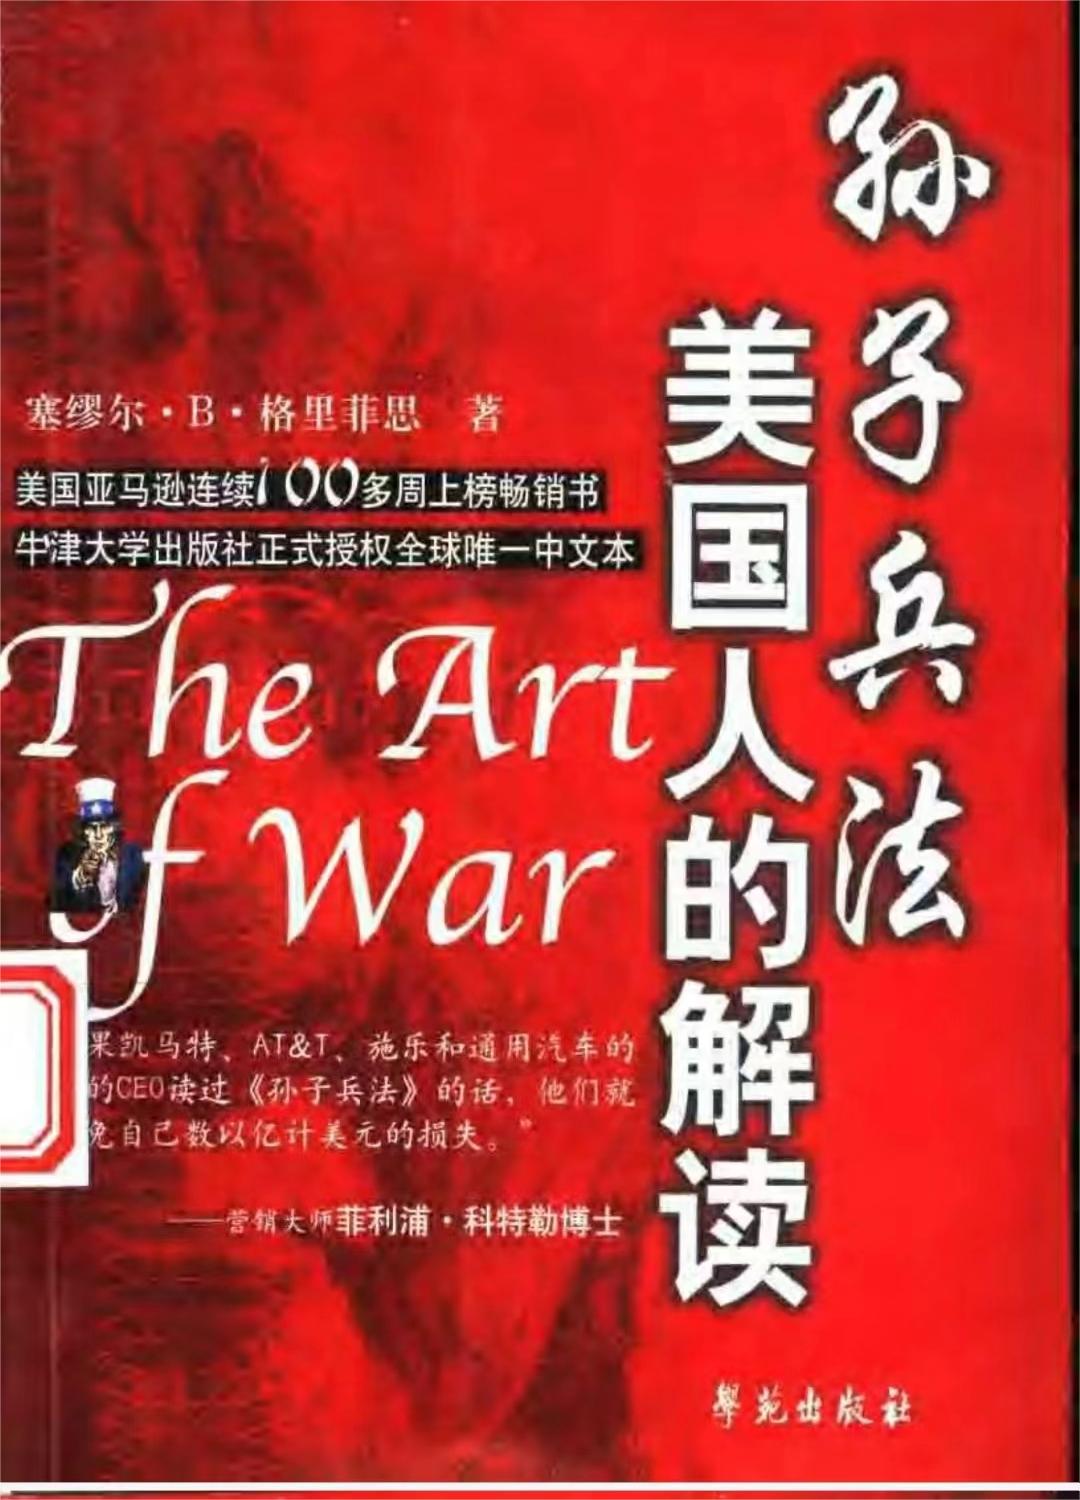 孙子兵法
美国人的解读
塞缪尔·B·格里菲思 著
美国亚马逊连续100多周上榜畅销书
牛津大学出版社正式授权全球唯一中文本
The Art
Of War
果凯马特、AT&T、施乐和通用汽车的
的CEO读过《孙子兵法》的话，他们就
免自己数以亿计美元的损失。”
——营销大师菲利浦·科特勒博士
學苑出版社